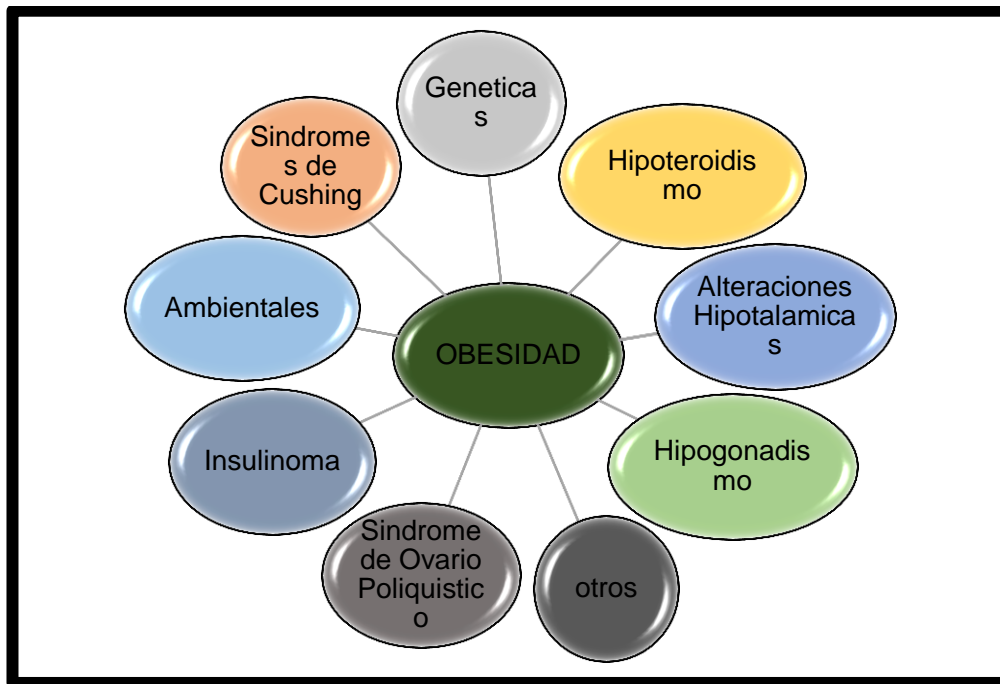 Genetica
s
Hipoteroidis
mo
Alteraciones
Hipotalamica
s
Hipogonadis
mo
otros
Sindrome
de Ovario
Poliquistic
o
Insulinoma
Ambientales
Sindrome
s de
Cushing
OBESIDAD